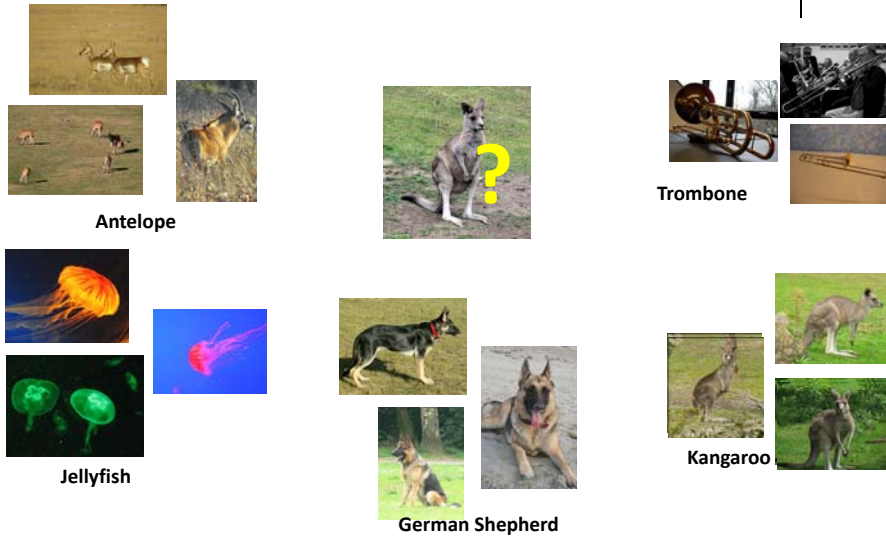 ?
Trombone
Antelope
Kangaroo
Jellyfish
German Shepherd